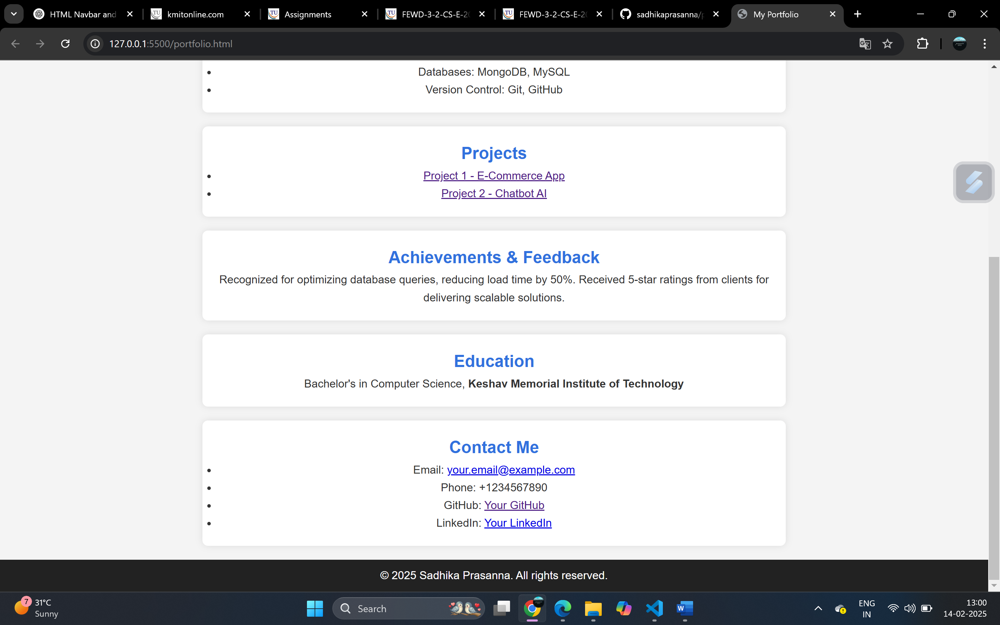 HTML Navbar and
kmitonline.com
Assignments
FEWD-3-2-CS-E-20
FEWD-3-2-CS-E-20
sadhikaprasanna/p
My Portfolio
127.0.0.1:5500/portfolio.html
• Databases: MongoDB, MySQL
• Version Control: Git, GitHub
Projects
• Project 1 - E-Commerce App
• Project 2 - Chatbot AI
Achievements & Feedback
Recognized for optimizing database queries, reducing load time by 50%. Received 5-star ratings from clients for
delivering scalable solutions.
Education
Bachelor's in Computer Science, Keshav Memorial Institute of Technology
Contact Me
• Email: your.email@example.com
• Phone: +1234567890
• GitHub: Your GitHub
• LinkedIn: Your LinkedIn
© 2025 Sadhika Prasanna. All rights reserved.
7
31°C
Sunny
Search
ENG
IN
13:00
14-02-2025